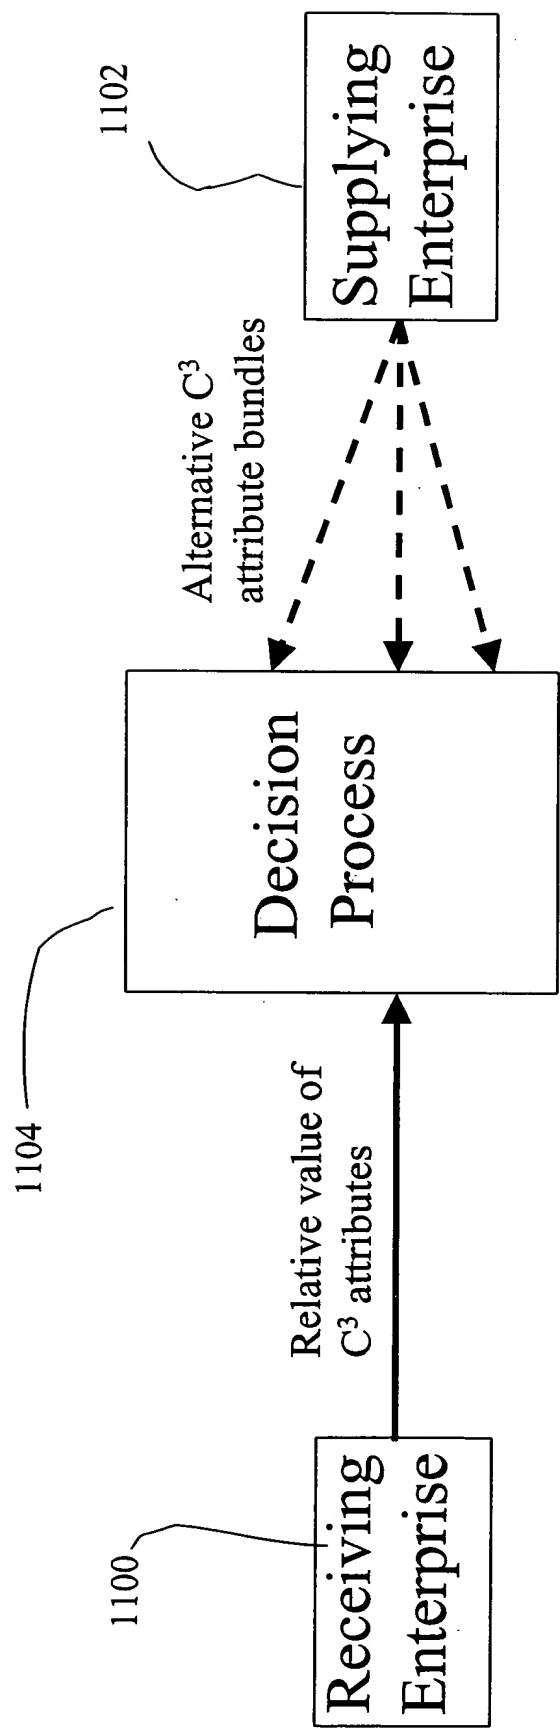 1100
Receiving
Enterprise
Relative value of
C³ attributes
1104
Decision
Process
Alternative C³
attribute bundles
1102
Supplying
Enterprise